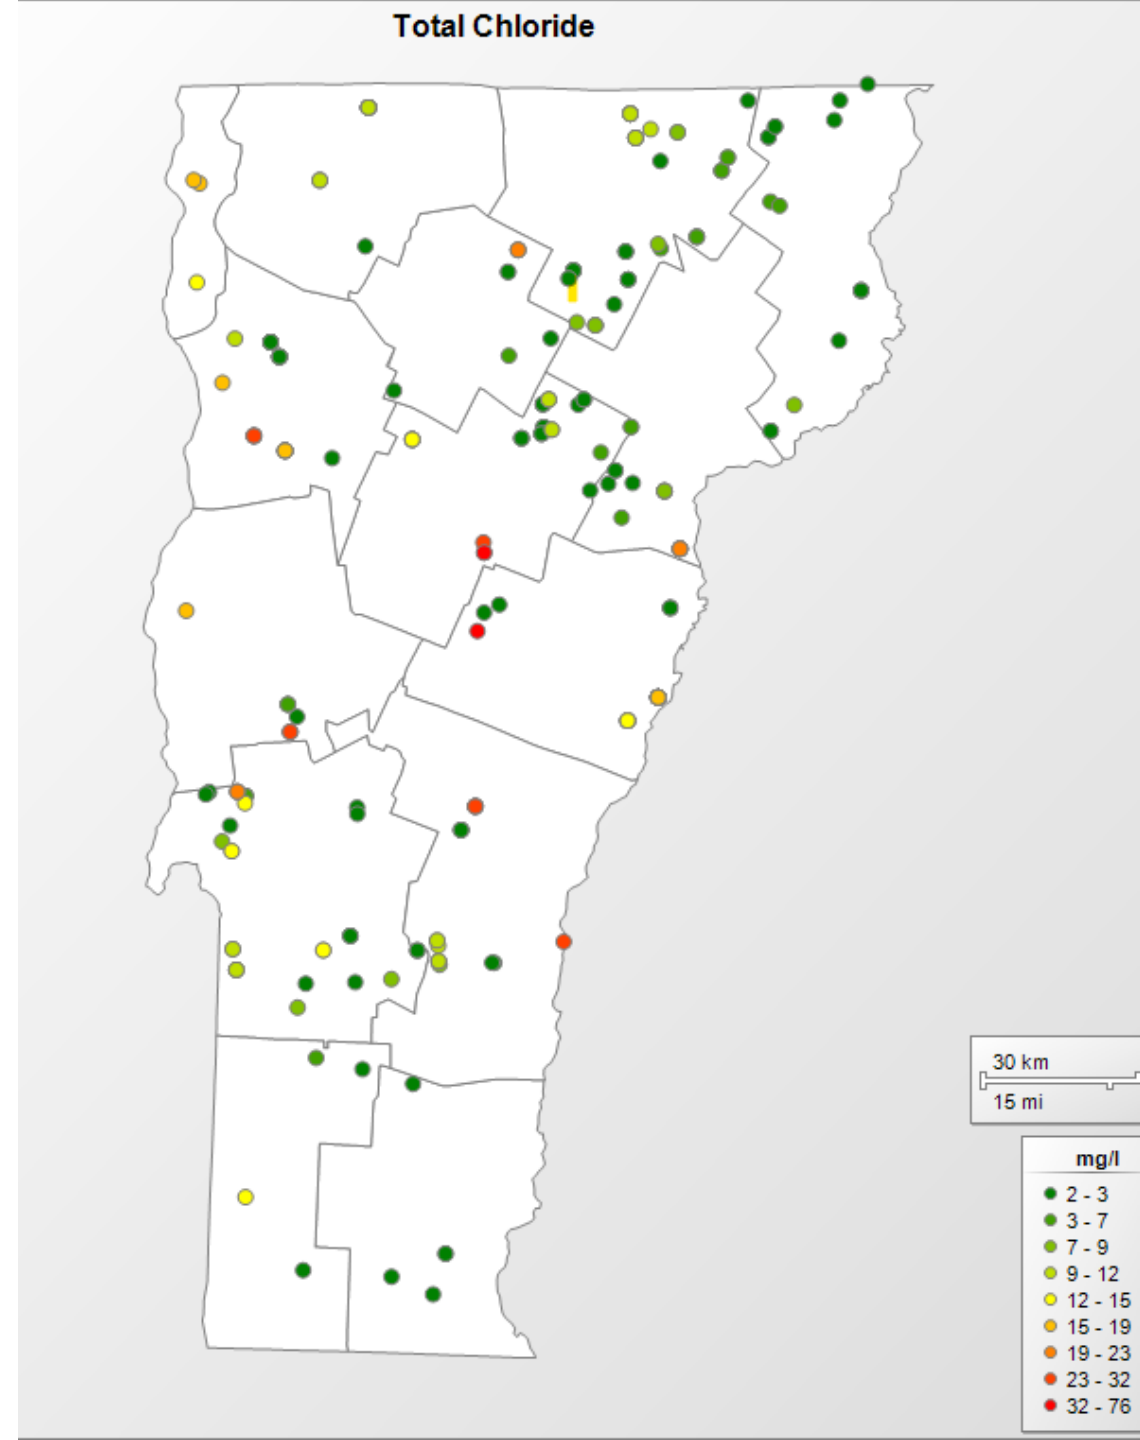 Total Chloride
30 km
15 mi
mg/l
2 - 3
3 - 7
7 - 9
9 - 12
12 - 15
15 - 19
19 - 23
23 - 32
32 - 76